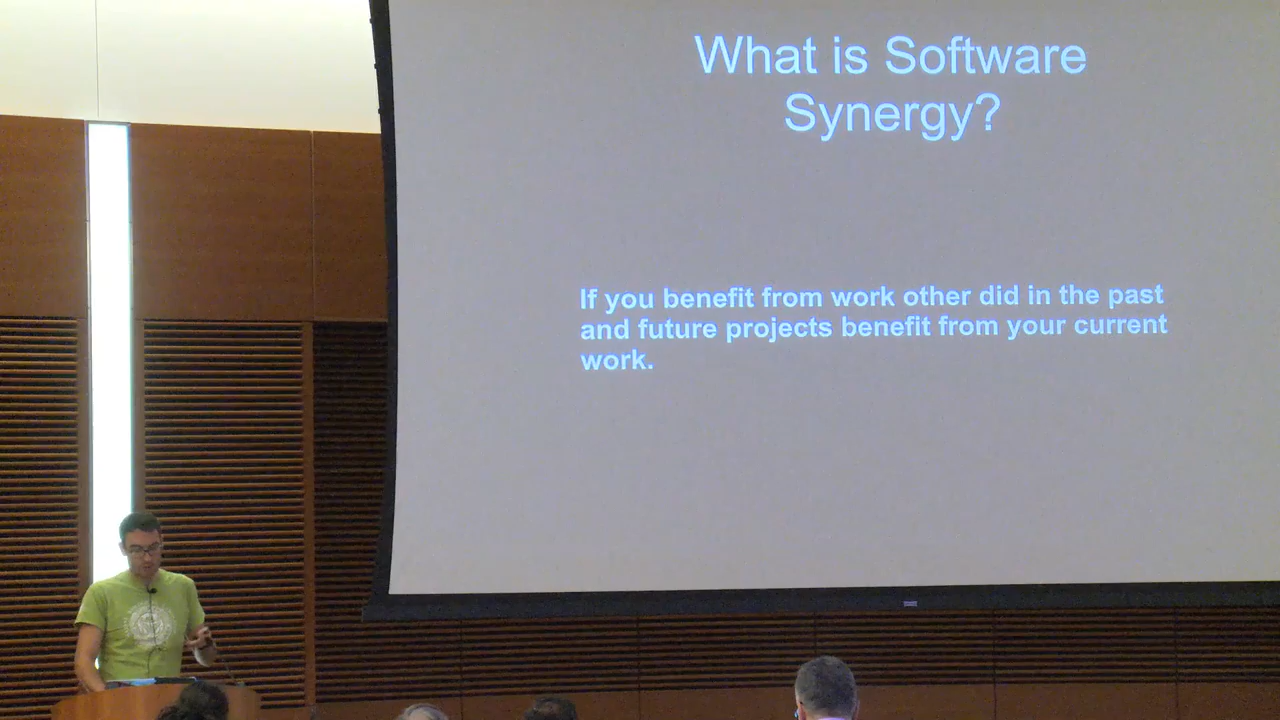 What is Software
Synergy?
If you benefit from work other did in the past
and future projects benefit from your current
work.